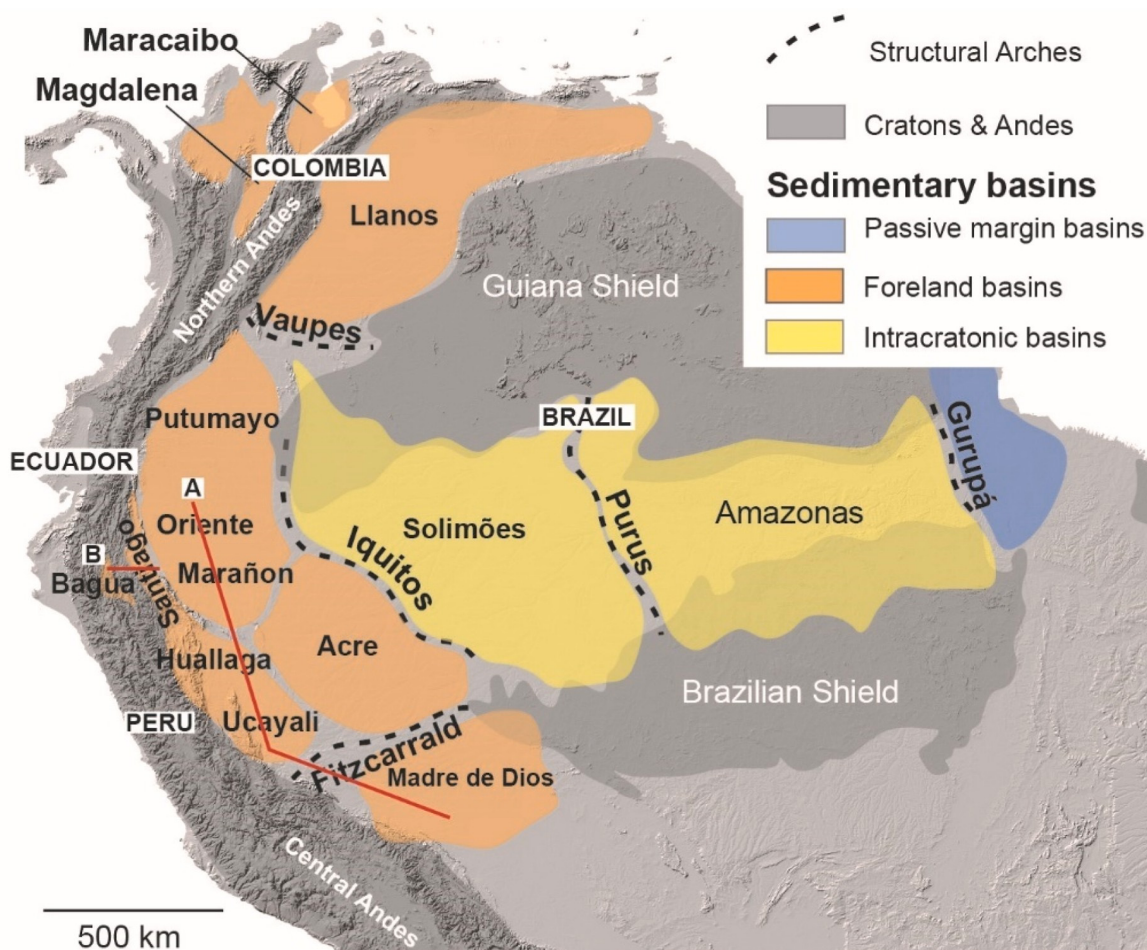 Maracaibo
Magdalena
COLOMBIA
Llanos
Northern Andes
Guiana Shield
Vaupes
Putumayo
ECUADOR
A
Oriente
B
Bagua
Santiago
Marañon
BRAZIL
Solimões
Iquitos
Purus
Amazonas
Gurupá
Huallaga
Acre
Brazilian Shield
PERU
Ucayali
Fitzcarrald
Madre de Dios
Central Andes
500 km
Structural Arches
Cratons & Andes
Sedimentary basins
Passive margin basins
Foreland basins
Intracratonic basins